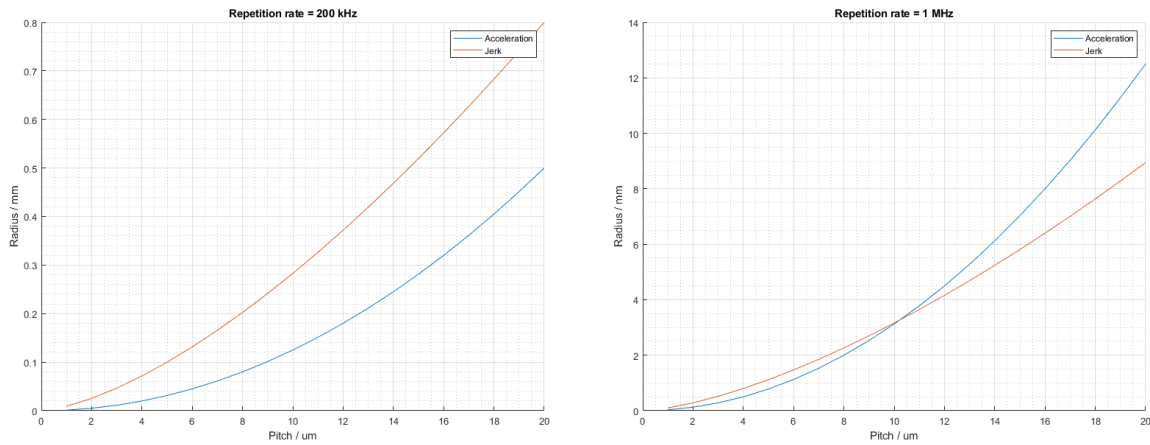 Repetition rate = 200 kHz
Acceleration
Jerk
0.8
0.7
0.6
0.5
0.4
0.3
0.2
0.1
0
Radius / mm
0 2 4 6 8 10 12 14 16 18 20
Pitch / um
Repetition rate = 1 MHz
Acceleration
Jerk
14
12
10
8
6
4
2
0
Radius / mm
0 2 4 6 8 10 12 14 16 18 20
Pitch / um